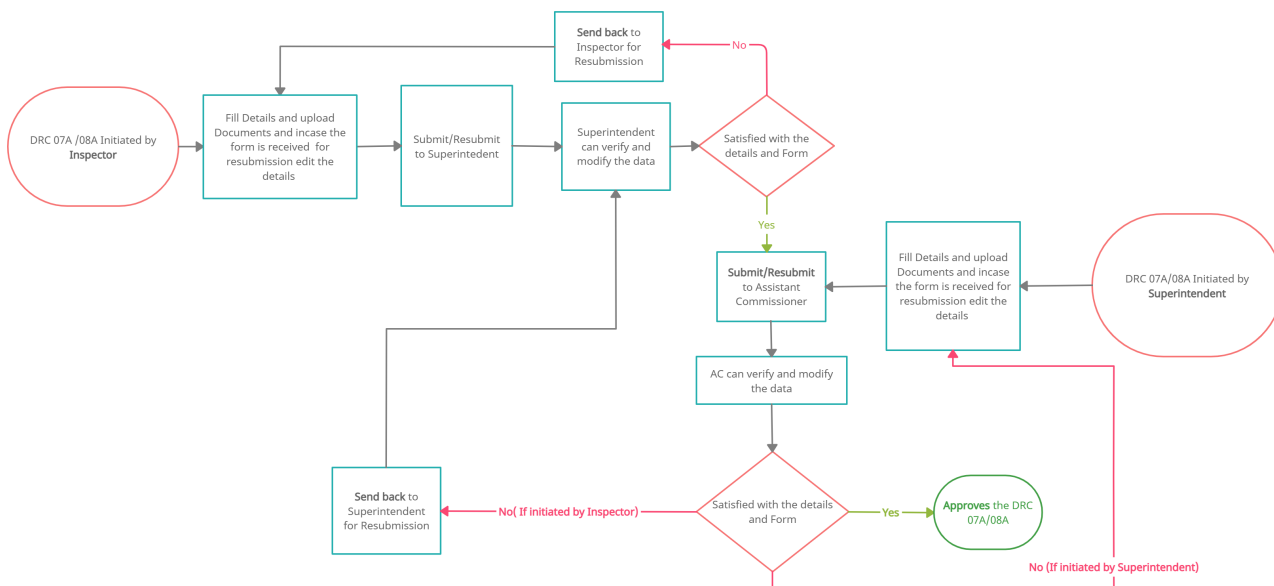 Send back to
Inspector for
Resubmission
No
DRC 07A /08A Initiated by
Inspector
Fill Details and upload
Documents and incase the
form is received  for
resubmission edit the
details
Submit/Resubmit
to Superintedent
Superintendent
can verify and
modify the data
Satisfied with the
details and Form
Yes
Submit/Resubmit
to Assistant
Commissioner
Fill Details and upload
Documents and incase
the form is received for
resubmission edit the
details
DRC 07A/08A Initiated by
Superintendent
AC can verify and modify
the data
Send back to
Superintendent
for Resubmission
No( If initiated by Inspector)
Satisfied with the details
and Form
Yes
Approves the DRC
07A/08A
No (If initiated by Superintendent)